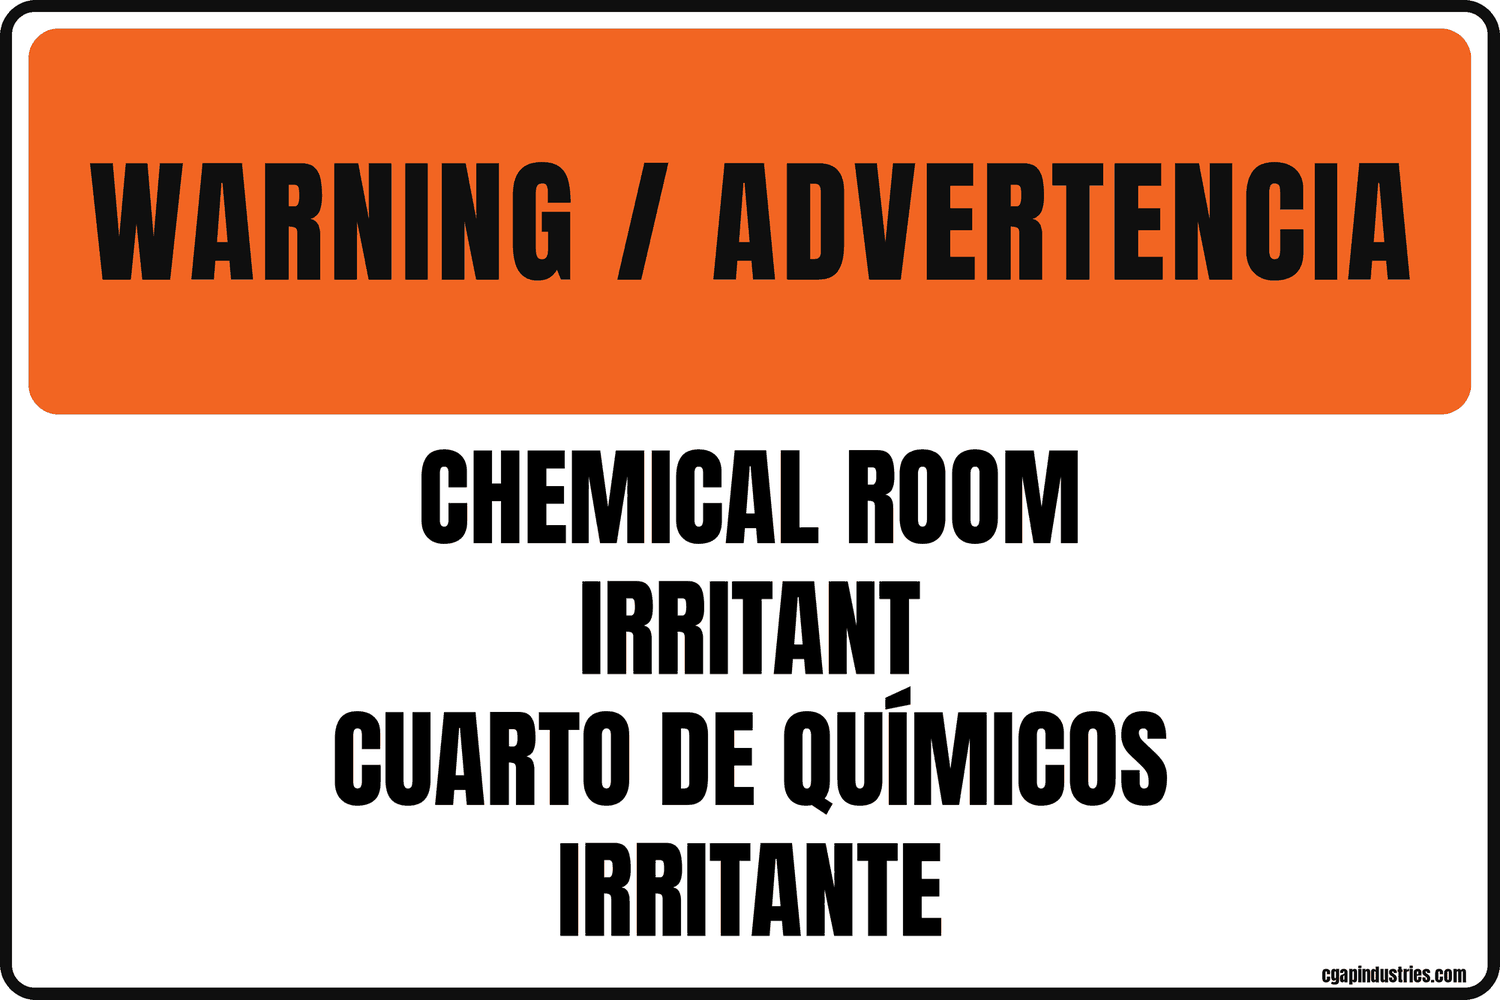 WARNING / ADVERTENCIA
CHEMICAL ROOM
IRRITANT
CUARTO DE QUÍMICOS
IRRITANTE
cgapindustries.com